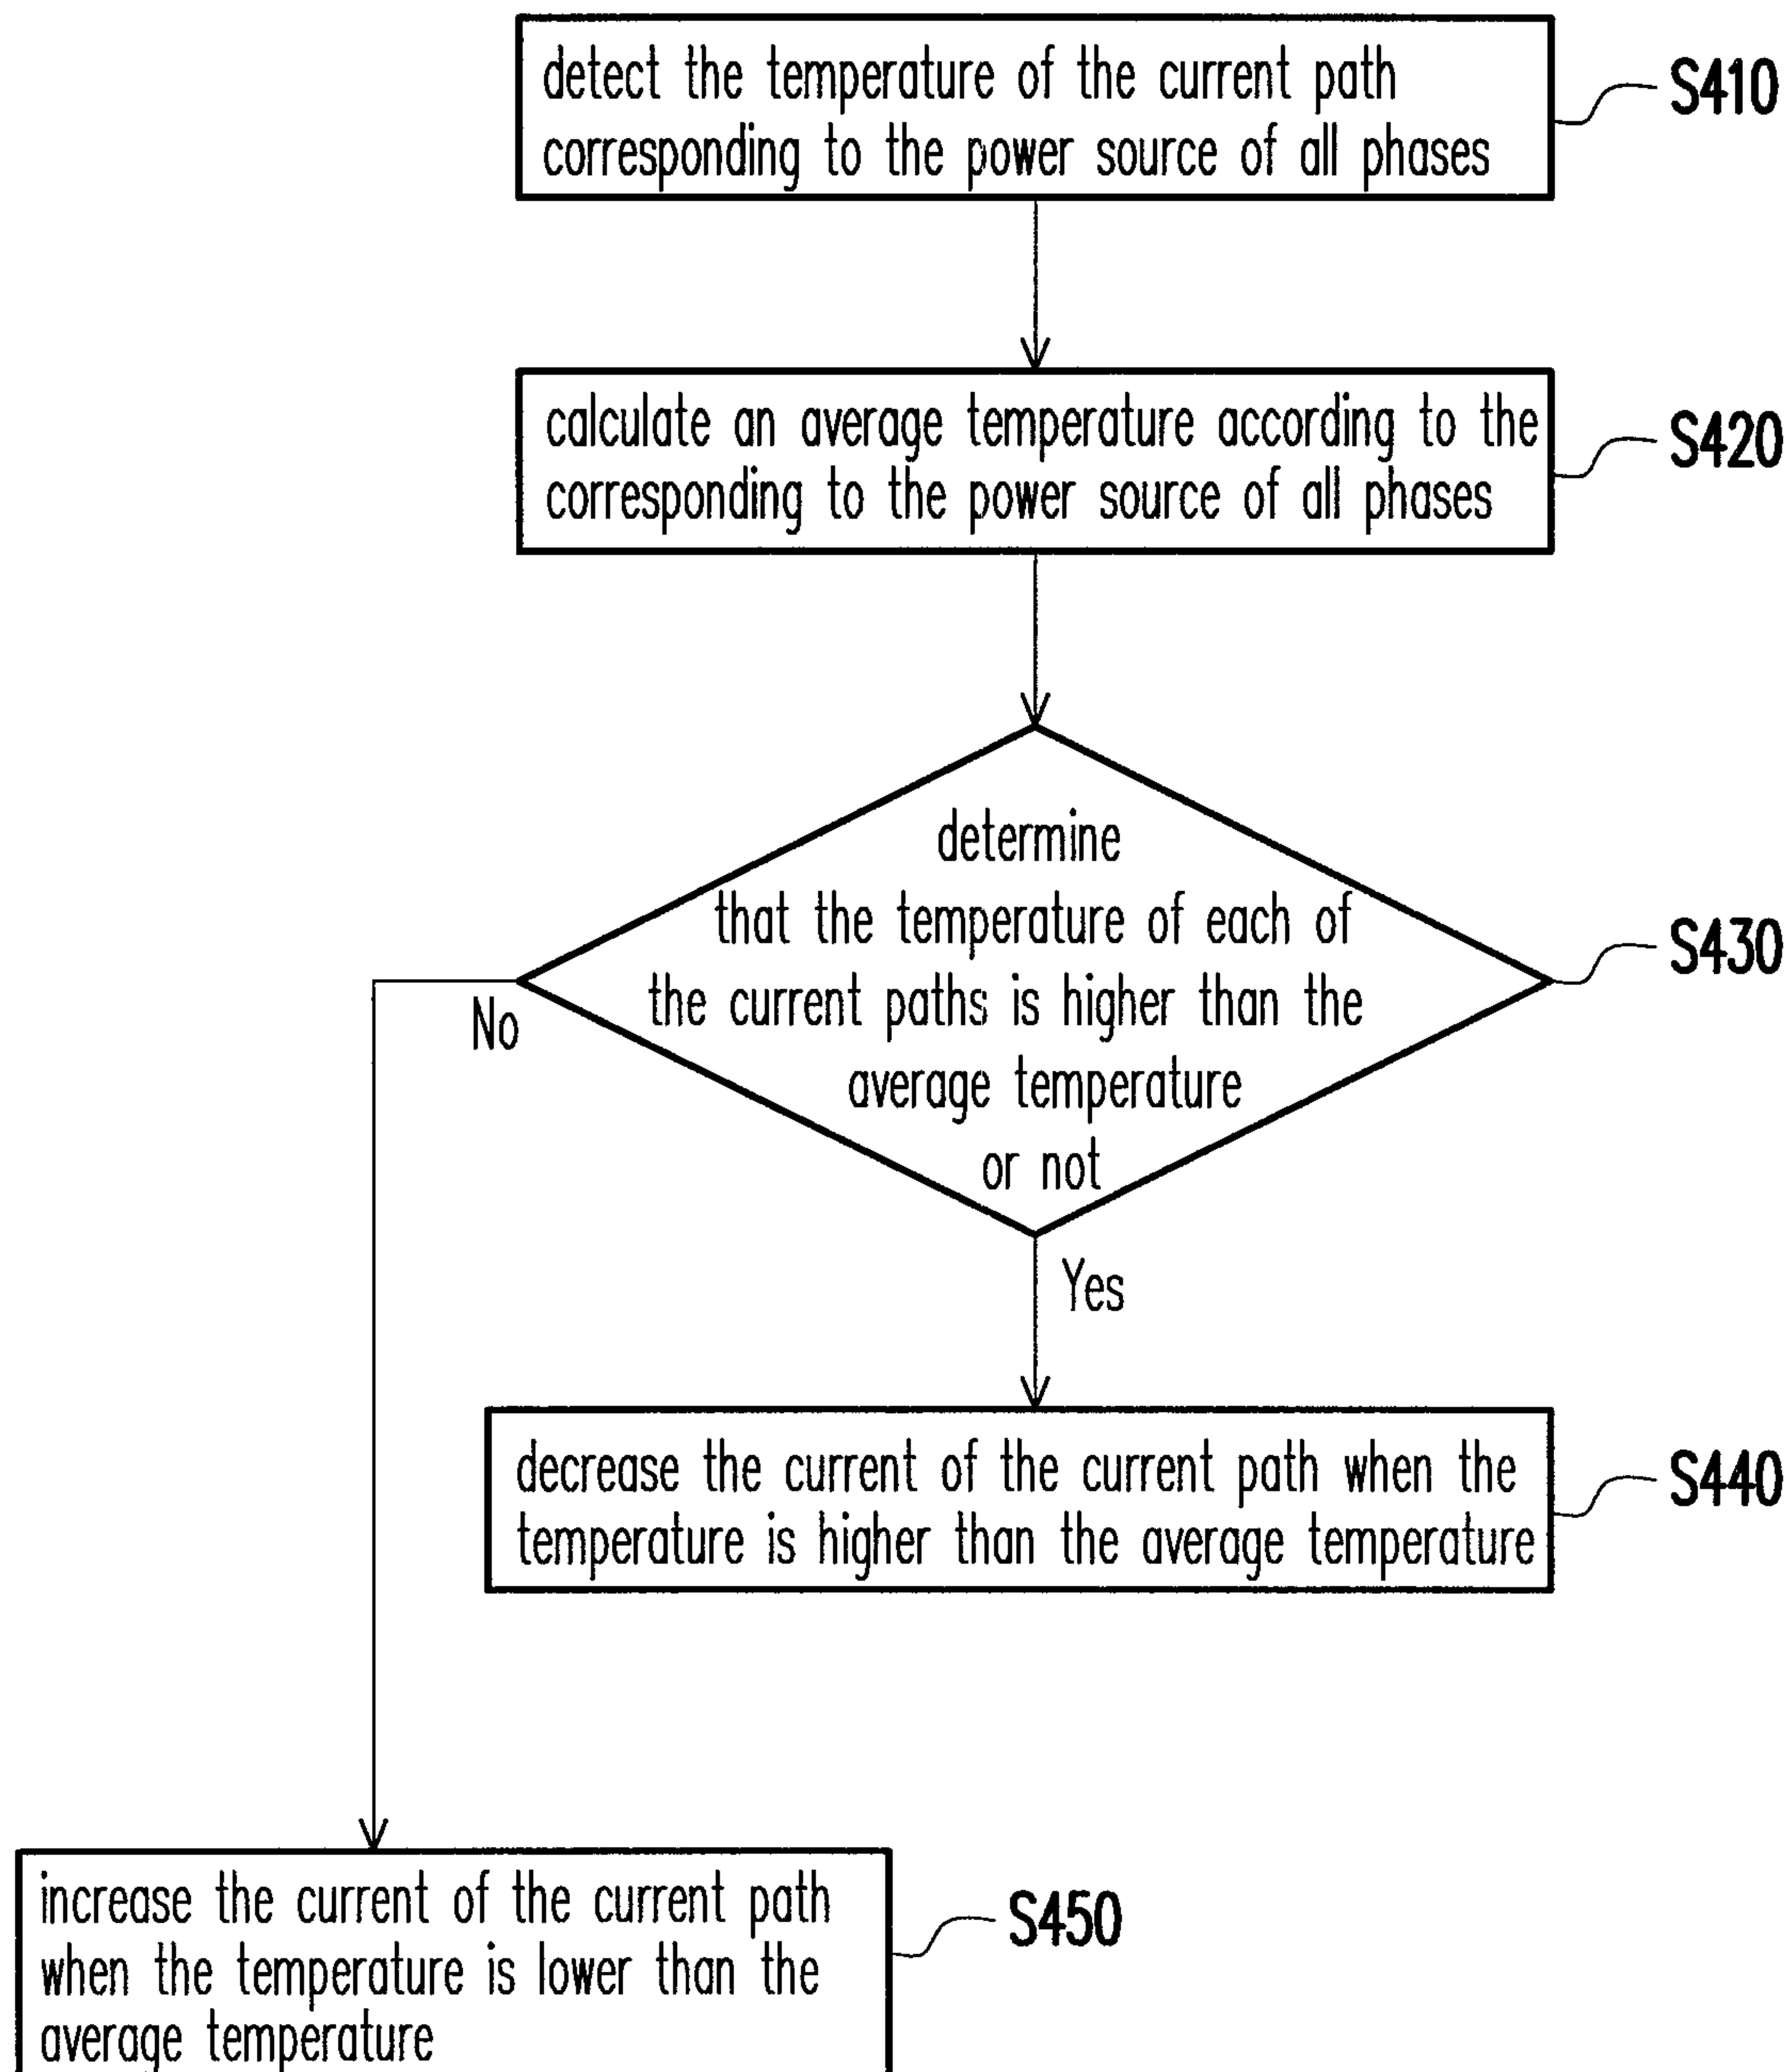 detect the temperature of the current path
corresponding to the power source of all phases
S410
calculate an average temperature according to the
corresponding to the power source of all phases
S420
determine
that the temperature of each of
the current paths is higher than the
average temperature
or not
S430
No
Yes
decrease the current of the current path when the
temperature is higher than the average temperature
S440
increase the current of the current path
when the temperature is lower than the
average temperature
S450